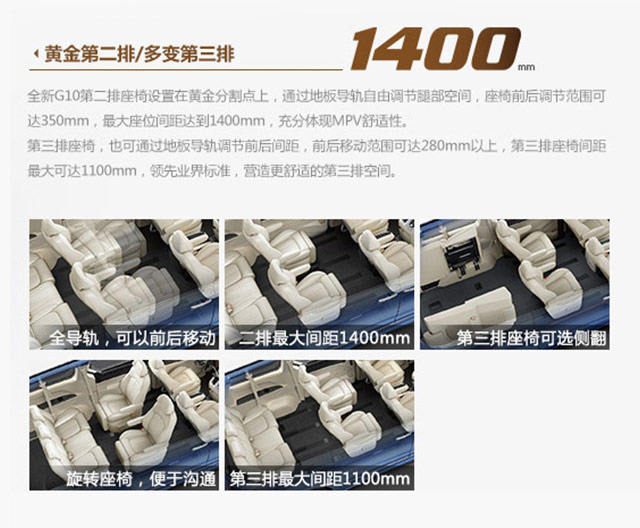 黄金第二排/多变第三排
1400mm
全新G10第二排座椅设置在黄金分割点上，通过地板导轨自由调节腿部空间，座椅前后调节范围可
达350mm，最大座位间距达到1400mm，充分体现MPV舒适性。
第三排座椅，也可通过地板导轨调节前后间距，前后移动范围可达280mm以上，第三排座椅间距
最大可达1100mm，领先业界标准，营造更舒适的第三排空间。
全导轨，可以前后移动
二排最大间距1400mm
第三排座椅可选侧翻
旋转座椅，便于沟通
第三排最大间距1100mm